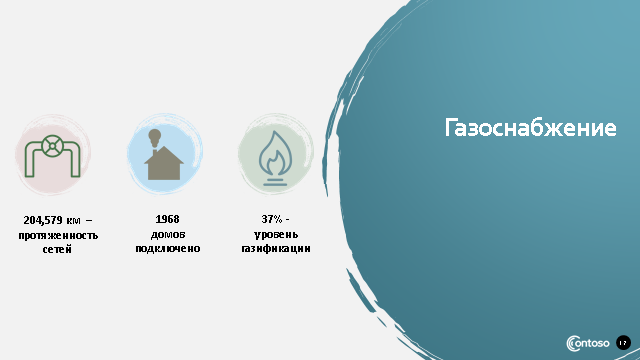 Газоснабжение
204,579 км –
протяженность
сетей
1968
домов
подключено
37% -
уровень
газификации
Contoso
17